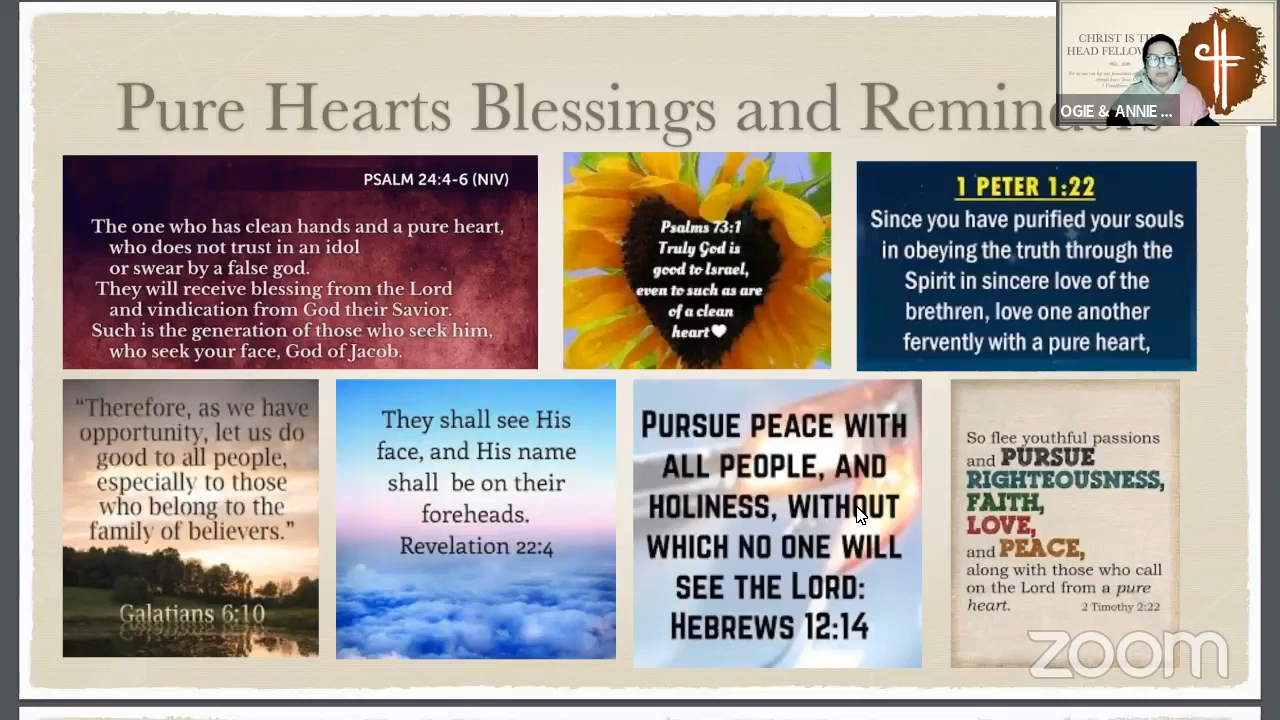 Pure Hearts Blessings and Reminders
CHRIST IS TH
HEAD FELLOW
OGIE & ANNIE ...
PSALM 24:4-6 (NIV)
The one who has clean hands and a pure heart,
who does not trust in an idol
or swear by a false god.
They will receive blessing from the Lord
and vindication from God their Savior.
Such is the generation of those who seek him,
who seek your face, God of Jacob.
Psalms 73:1
Truly God is
good to Israel,
even to such as are
of a clean
heart♥
1 PETER 1:22
Since you have purified your souls
in obeying the truth through the
Spirit in sincere love of the
brethren, love one another
fervently with a pure heart,
“Therefore, as we have
opportunity, let us do
good to all people,
especially to those
who belong to the
family of believers.”
Galatians 6:10
They shall see His
face, and His name
shall be on their
foreheads.
Revelation 22:4
PURSUE PEACE WITH
ALL PEOPLE, AND
HOLINESS, WITHOUT
WHICH NO ONE WILL
SEE THE LORD:
HEBREWS 12:14
So flee youthful passions
and PURSUE
RIGHTEOUSNESS,
FAITH,
LOVE,
and PEACE,
along with those who call
on the Lord from a pure
heart. 2 Timothy 2:22
zoom